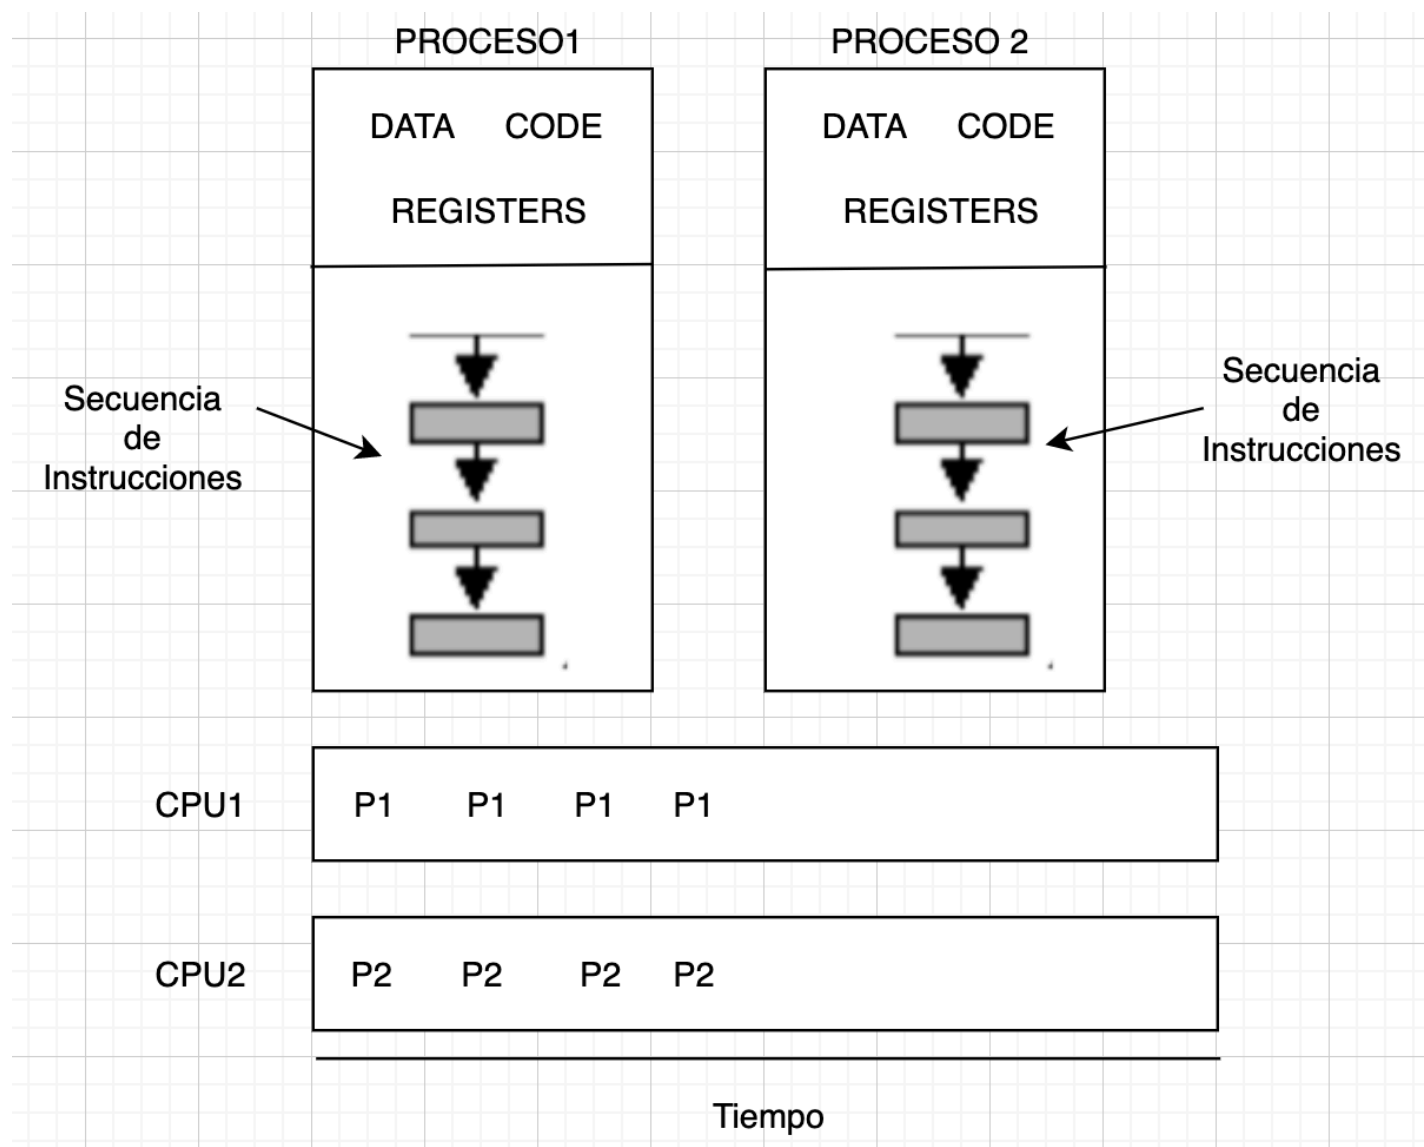 PROCESO1
PROCESO 2
DATA CODE
REGISTERS
DATA CODE
REGISTERS
Secuencia
de
Instrucciones
Secuencia
de
Instrucciones
CPU1
P1 P1 P1 P1
CPU2
P2 P2 P2 P2
Tiempo